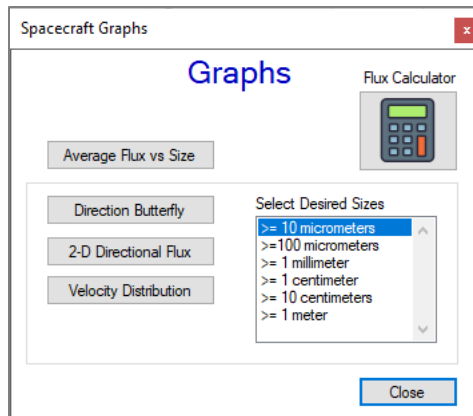 Spacecraft Graphs
x
Graphs
Flux Calculator
Average Flux vs Size
Direction Butterfly
2-D Directional Flux
Velocity Distribution
Select Desired Sizes
>= 10 micrometers
>=100 micrometers
>= 1 millimeter
>= 1 centimeter
>= 10 centimeters
>= 1 meter
Close